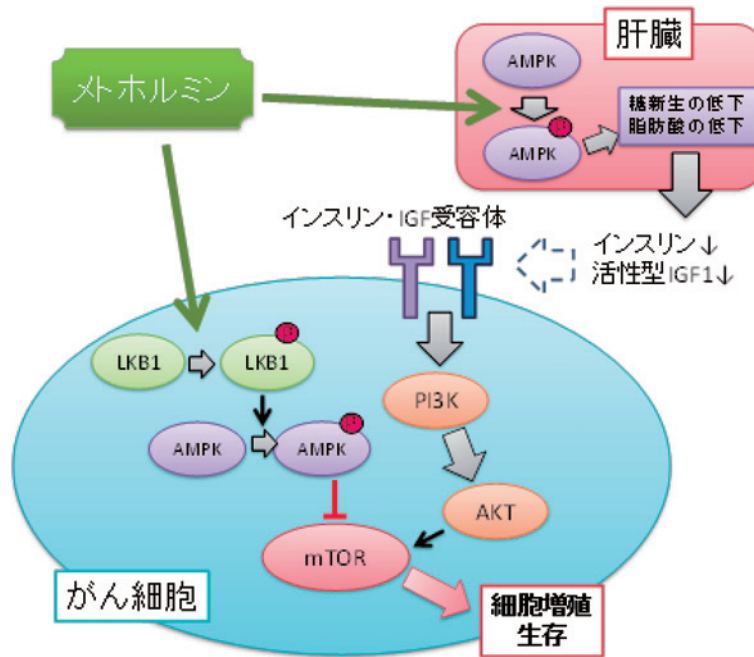 メトホルミン
肝臓
AMPK
AMPK
糖新生の低下
脂肪酸の低下
インスリン・IGF受容体
インスリン↓
活性型IGF1↓
LKB1
LKB1
PI3K
AMPK
AMPK
AKT
mTOR
がん細胞
細胞増殖
生存